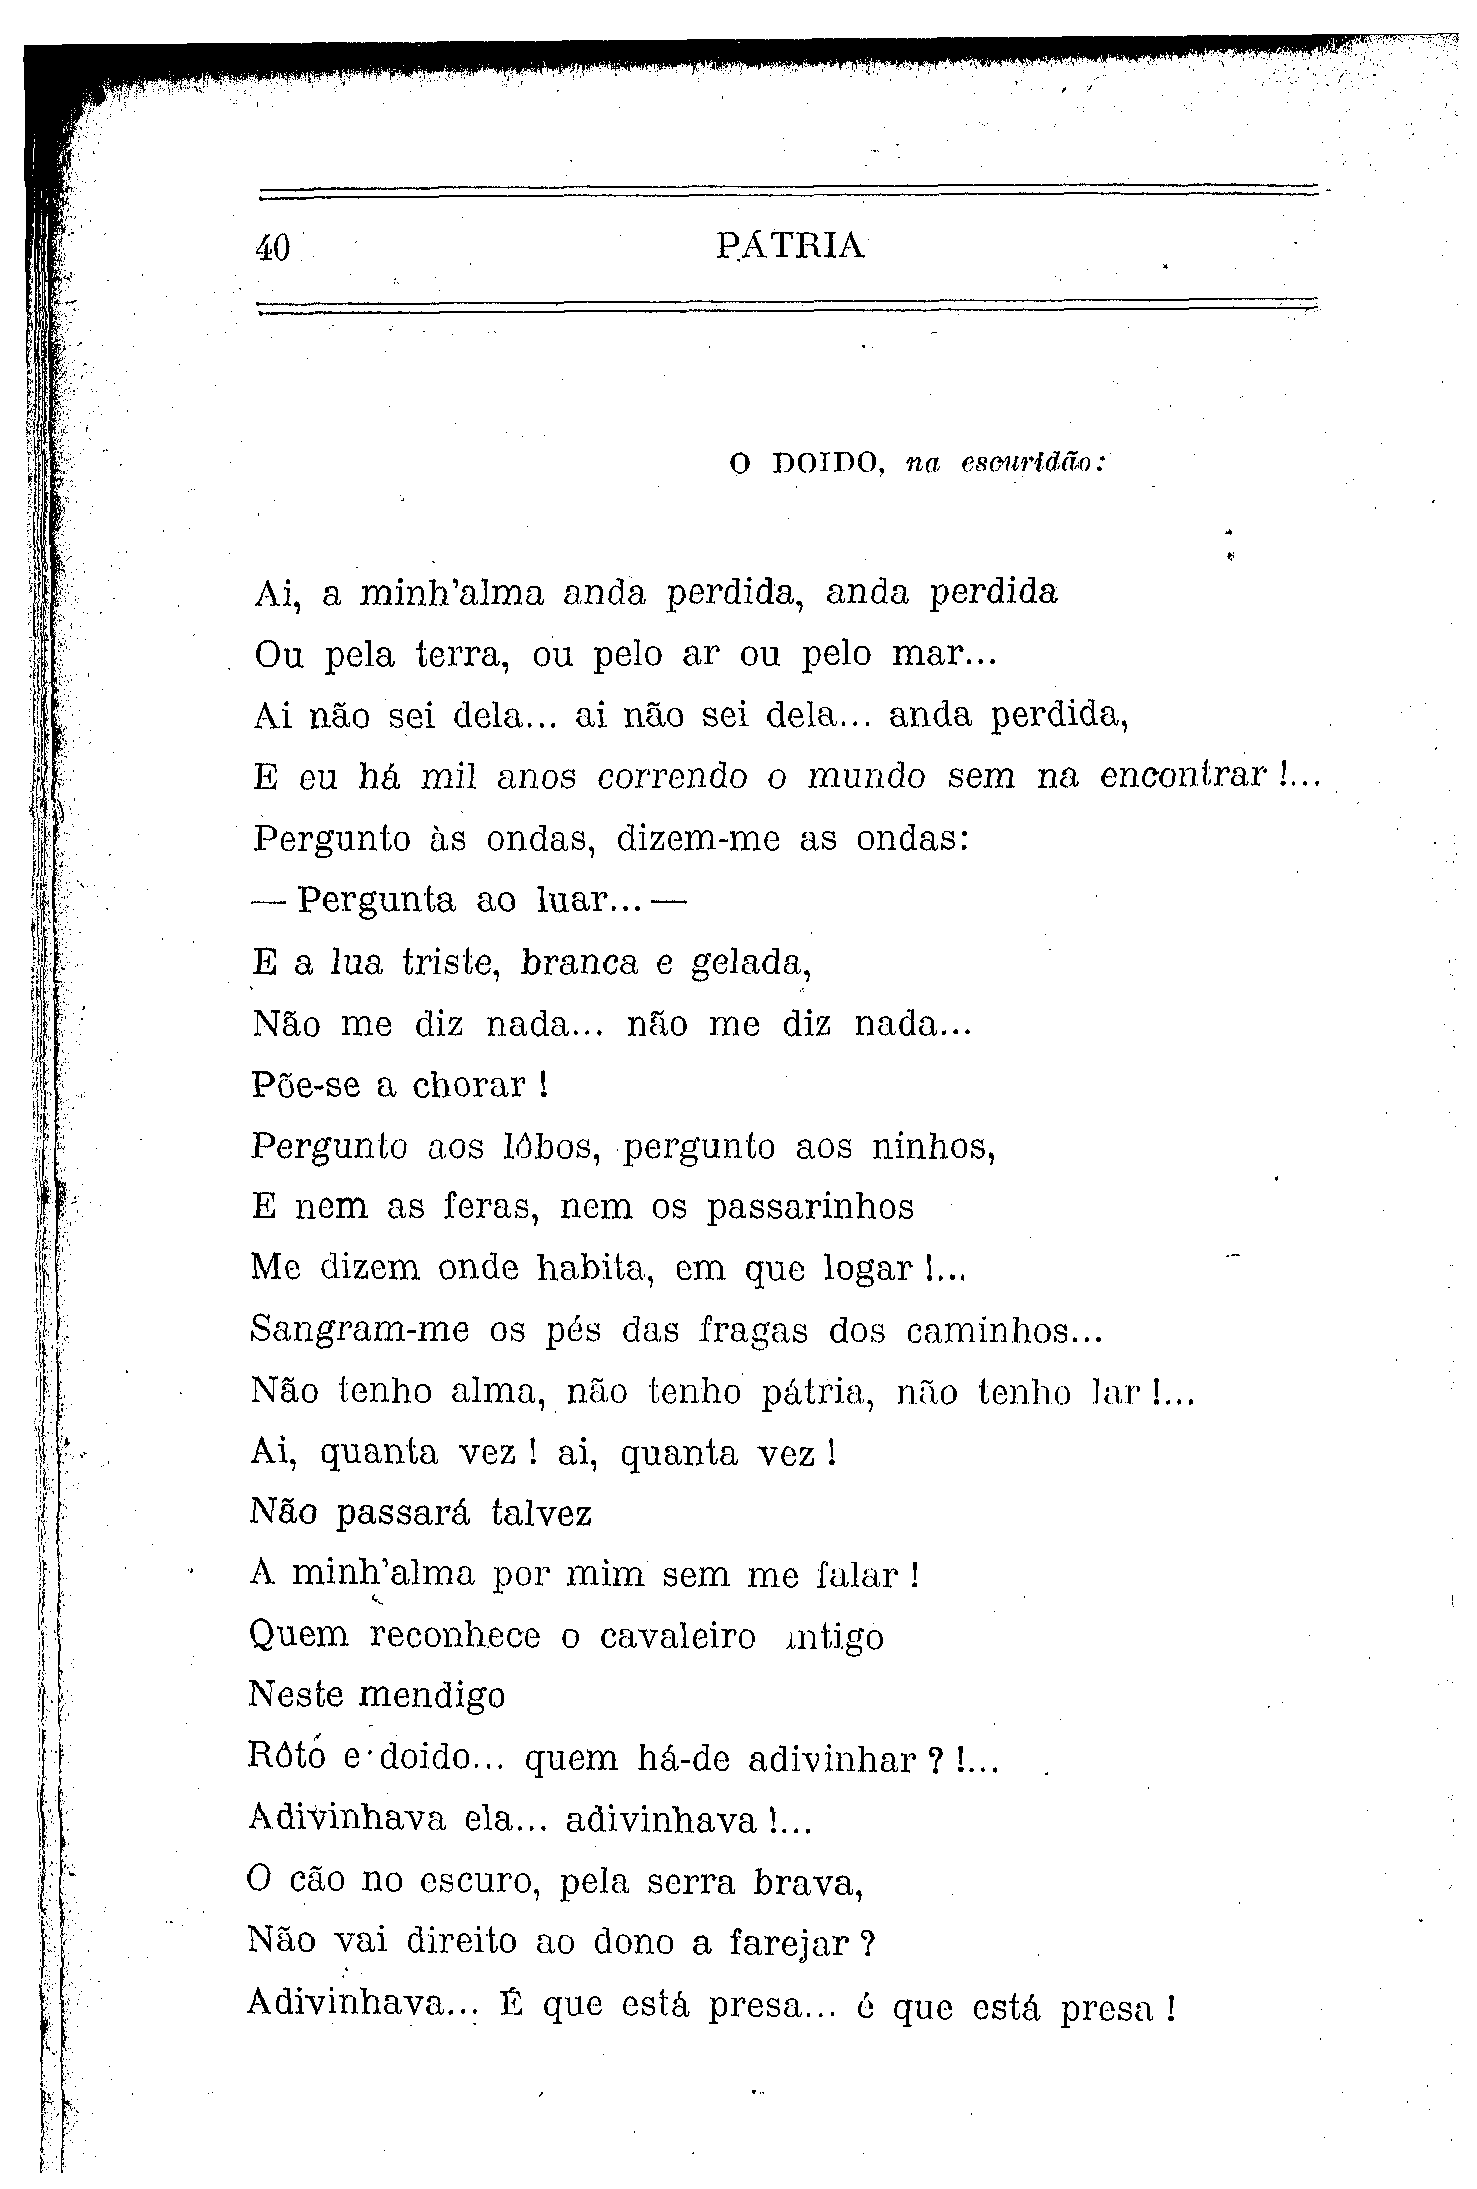 40
PÁTRIA
O DOIDO, na escuridão:
Ai, a minh'alma anda perdida, anda perdida
Ou pela terra, ou pelo ar ou pelo mar...
Ai não sei dela... ai não sei dela... anda perdida,
E eu há mil anos correndo o mundo sem na encontrar!...
Pergunto às ondas, dizem-me as ondas:
— Pergunta ao luar... —
E a lua triste, branca e gelada,
Não me diz nada... não me diz nada...
Põe-se a chorar!
Pergunto aos lôbos, pergunto aos ninhos,
E nem as feras, nem os passarinhos
Me dizem onde habita, em que logar!...
Sangram-me os pés das fragas dos caminhos...
Não tenho alma, não tenho pátria, não tenho lar!...
Ai, quanta vez! ai, quanta vez!
Não passará talvez
A minh'alma por mim sem me falar!
Quem reconhece o cavaleiro antigo
Neste mendigo
Rôto e doido... quem há-de adivinhar?!...
Adivinhava ela... adivinhava!...
O cão no escuro, pela serra brava,
Não vai direito ao dono a farejar?
Adivinhava... É que está presa... é que está presa!